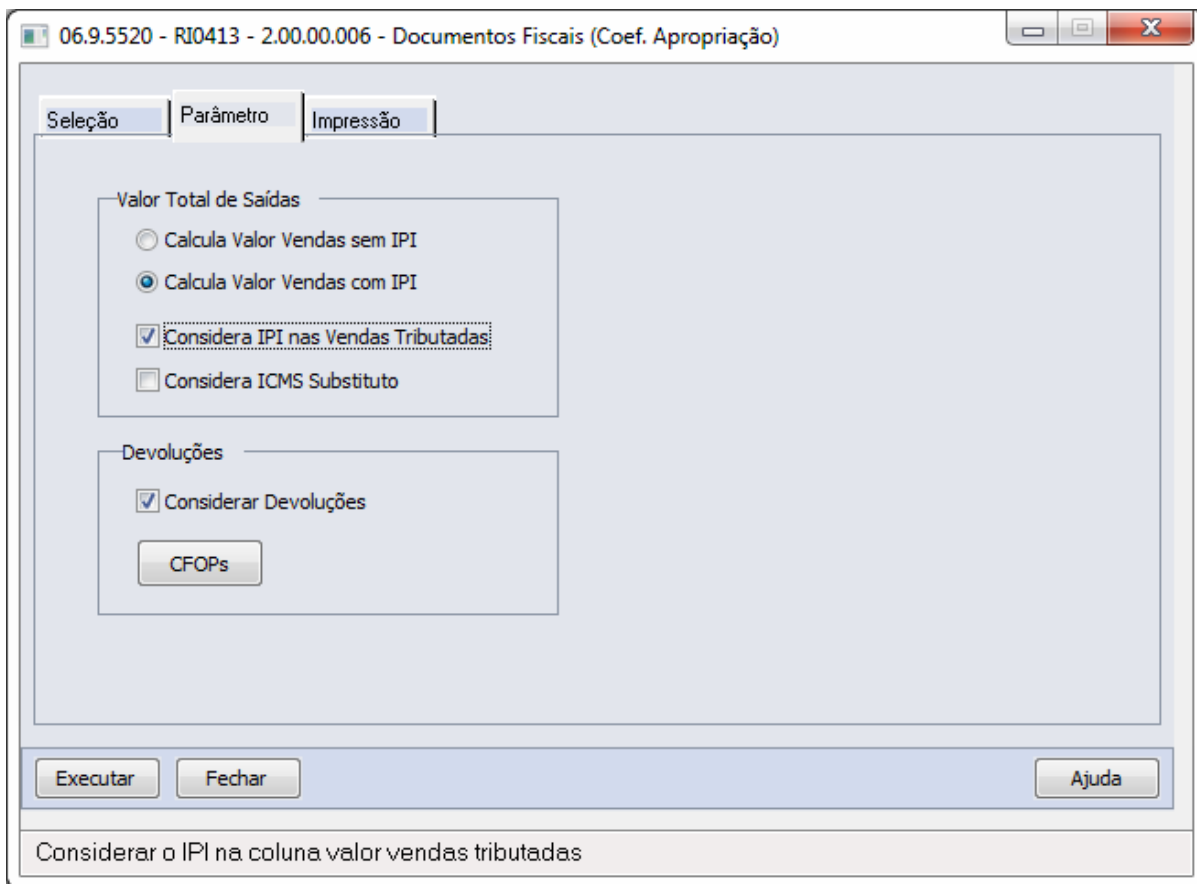 06.9.5520 - RI0413 - 2.00.00.006 - Documentos Fiscais (Coef. Apropriação)
Seleção Parâmetro Impressão
Valor Total de Saídas
Calcula Valor Vendas sem IPI
Calcula Valor Vendas com IPI
Considera IPI nas Vendas Tributadas
Considera ICMS Substituto
Devoluções
Considerar Devoluções
CFOPs
Executar Fechar Ajuda
Considerar o IPI na coluna valor vendas tributadas